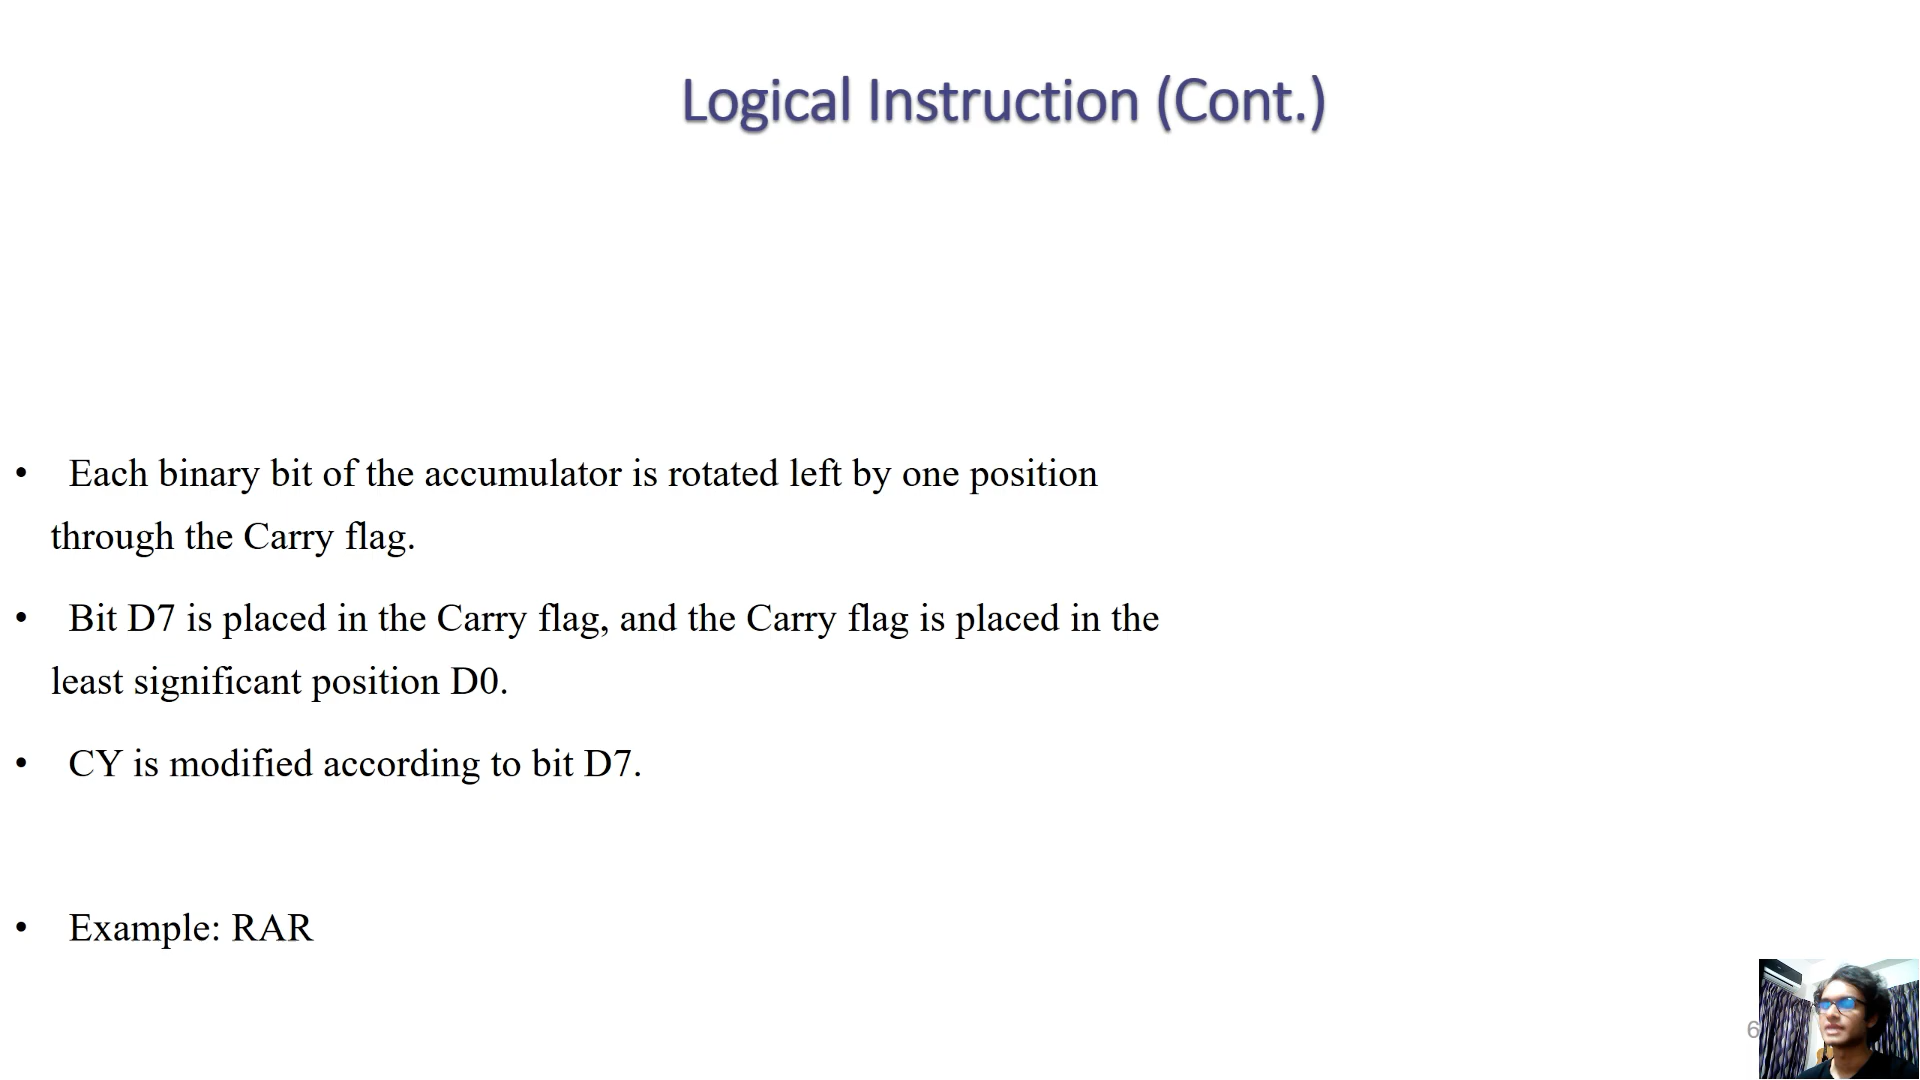 Logical Instruction (Cont.)
• Each binary bit of the accumulator is rotated left by one position
through the Carry flag.
• Bit D7 is placed in the Carry flag, and the Carry flag is placed in the
least significant position D0.
• CY is modified according to bit D7.
• Example: RAR
6